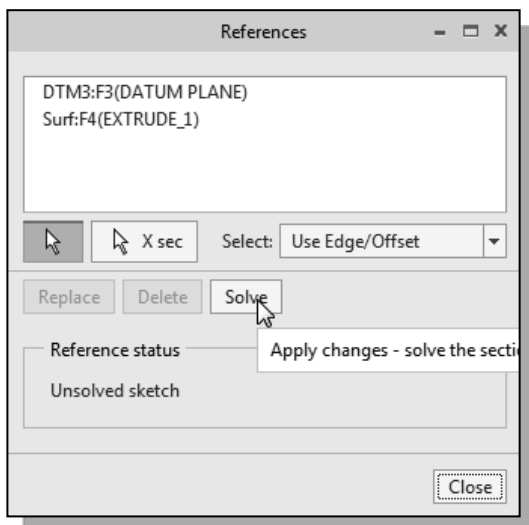 References
DTM3:F3(DATUM PLANE)
Surf:F4(EXTRUDE_1)
X sec Select: Use Edge/Offset
Replace Delete Solve
Reference status Apply changes - solve the secti
Unsolved sketch
Close